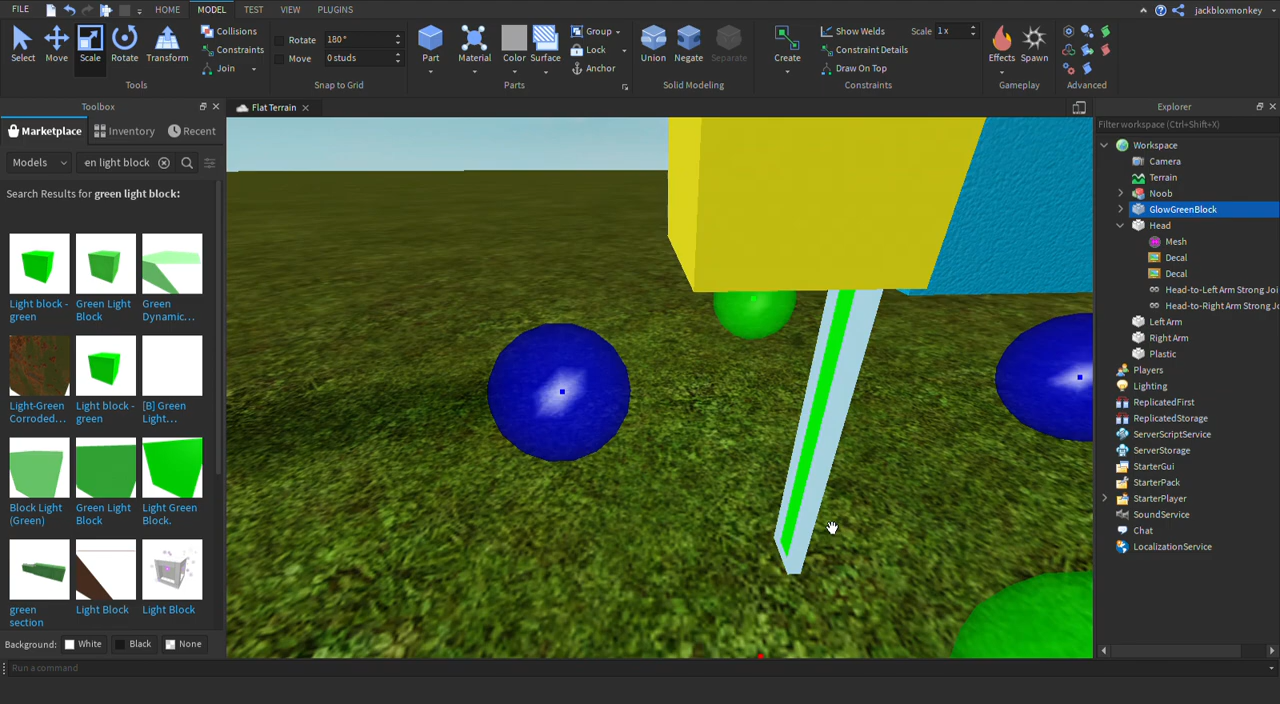 FILE HOME MODEL TEST VIEW PLUGINS jackbloxmonkey
Select Move Scale Rotate Transform
Collisions
Constraints
Join
Tools
Rotate 180°
Move 0 studs
Snap to Grid
Part Material Color Surface
Group
Lock
Anchor
Parts
Union Negate Separate
Solid Modeling
Create
Show Welds Scale 1 x
Constraint Details
Draw On Top
Constraints
Effects Spawn
Gameplay
Advanced
Toolbox
Marketplace Inventory Recent
Models en light block
Search Results for green light block:
Light block - green
Green Light Block
Green Dynamic...
Light-Green Corroded...
Light block - green
[B] Green Light...
Block Light (Green)
Green Light Block
Light Green Block.
green section
Light Block
Light Block
Background: White Black None
Run a command
Flat Terrain
Explorer
Filter workspace (Ctrl+Shift+X)
Workspace
Camera
Terrain
Noob
GlowGreenBlock
Head
Mesh
Decal
Decal
Head-to-Left Arm Strong Joi
Head-to-Right Arm Strong Jo
Left Arm
Right Arm
Plastic
Players
Lighting
ReplicatedFirst
ReplicatedStorage
ServerScriptService
ServerStorage
StarterGui
StarterPack
StarterPlayer
SoundService
Chat
LocalizationService